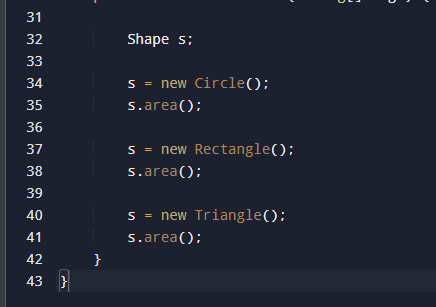 31
32 Shape s;
33
34 s = new Circle();
35 s.area();
36
37 s = new Rectangle();
38 s.area();
39
40 s = new Triangle();
41 s.area();
42 }
43 }